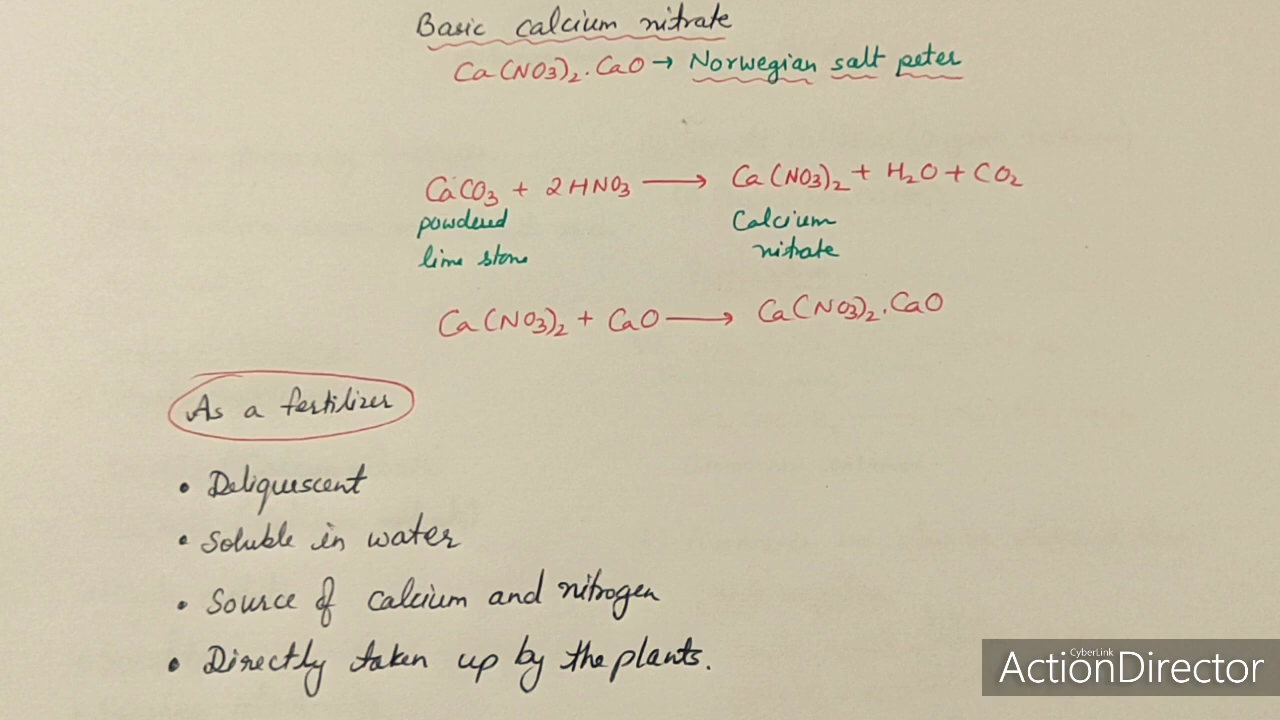 Basic calcium nitrate
Ca(NO3)2.CaO → Norwegian salt peter
CaCO3 + 2HNO3 → Ca(NO3)2 + H2O + CO2
powdered Calcium
lime stone nitrate
Ca(NO3)2 + CaO → Ca(NO3)2.CaO
As a fertilizer
• Deliquescent
• Soluble in water
• Source of calcium and nitrogen
• Directly taken up by the plants.
CyberLink
ActionDirector